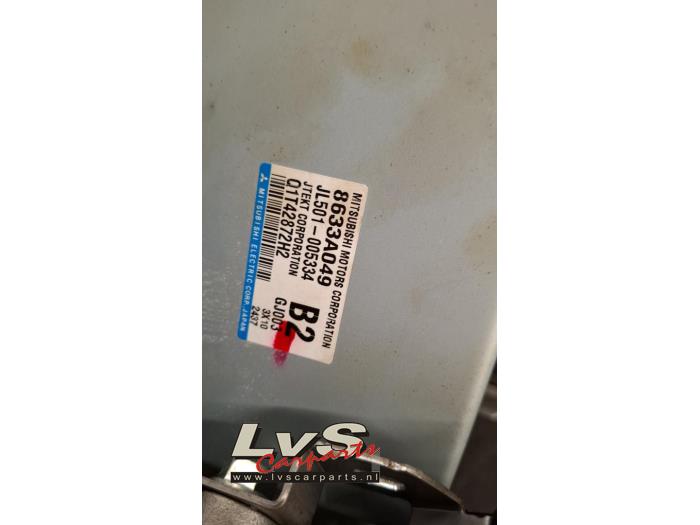 MITSUBISHI MOTORS CORPORATION
8633A049 B2
JL501-005334
JTEKT CORPORATION GJ003
Q1T42872H2 3X10
2437
MITSUBISHI ELECTRIC CORP. JAPAN
LvS
Carparts
www.lvscarparts.nl